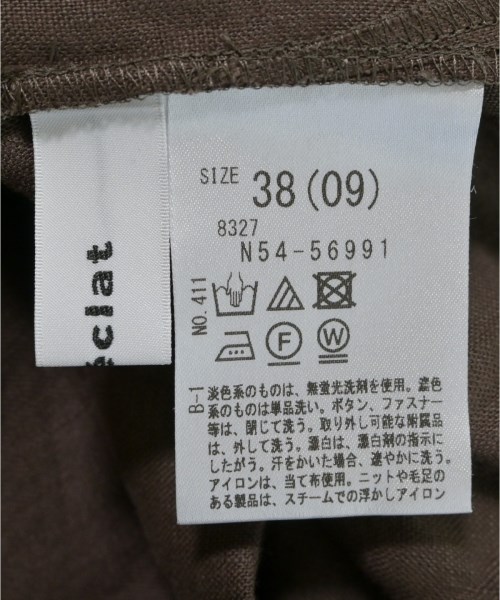 éclat
SIZE 38(09)
8327
N54-56991
NO.411
F W
B-1
淡色系のものは、無蛍光洗剤を使用。濃色
系のものは単品洗い。ボタン、ファスナー
等は、閉じて洗う。取り外し可能な附属品
は、外して洗う。漂白は、漂白剤の指示に
したがう。汗をかいた場合、速やかに洗う。
アイロンは、当て布使用。ニットや毛足の
ある製品は、スチームでの浮かしアイロン